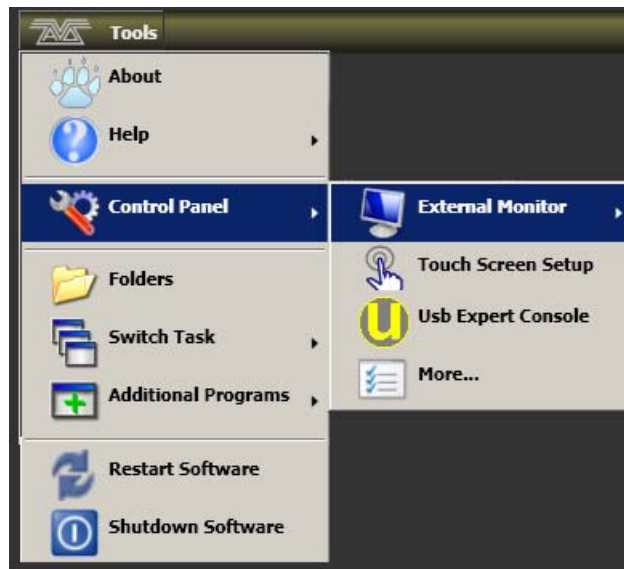 Tools
About
Help
Control Panel
External Monitor
Touch Screen Setup
Usb Expert Console
More...
Folders
Switch Task
Additional Programs
Restart Software
Shutdown Software